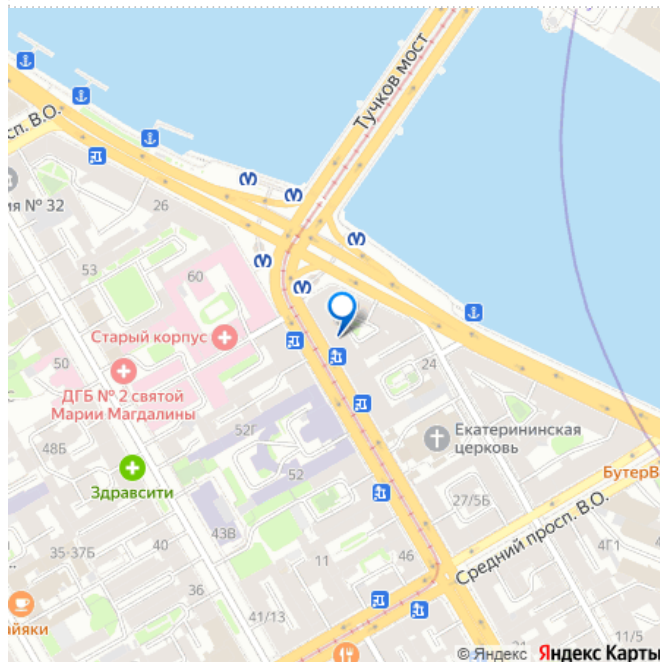 Тучков мост
сп. В.О.
ия № 32
26
53
60
Старый корпус
50
ДГБ № 2 святой
Марии Магдалины
24
52Г
Екатерининская
церковь
48Б
52
Здравсити
БутерВ
27/5Б
43В
Средний просп. В.О.
35-37Б
40
11
46
4Г1
36
айяки
41/13
11/5
© Яндекс Яндекс Карты